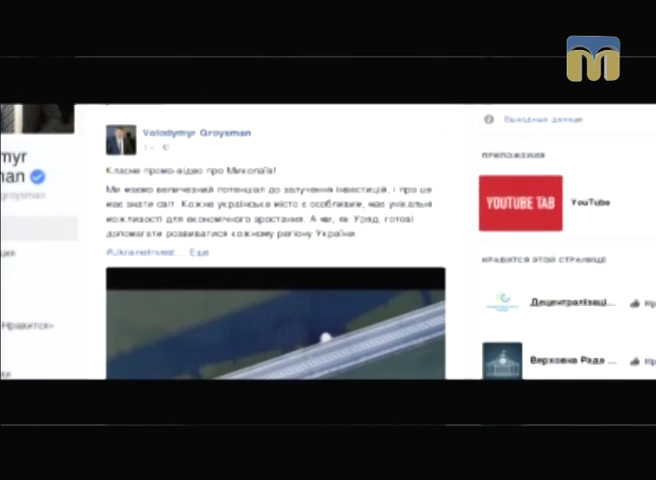 Volodymyr Groysman
Класне промо-відео про Миколаїв!
Ми маємо величезний потенціал до залучення інвестицій, і про це
має знати світ. Кожне українське місто є особливим, має унікальні
можливості для економічного зростання. А ми, як Уряд, готові
допомагати розвиватися кожному регіону України.
#UkraineInvest... Еще
myr
man
groysman
Нравится»
Выходные данные
ПРИЛОЖЕНИЯ
YOUTUBE TAB
YouTube
НРАВИТСЯ ЭТОЙ СТРАНИЦЕ
Децентралізаці...
Верховна Рада ...